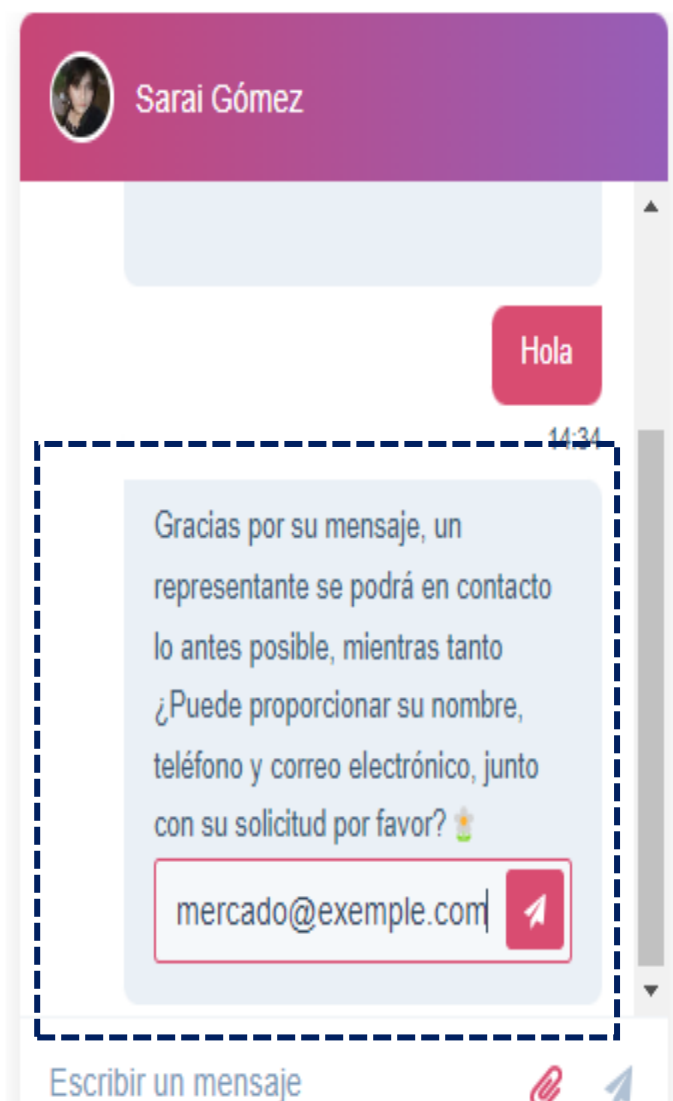 Sarai Gómez
Hola
14:34
Gracias por su mensaje, un
representante se podrá en contacto
lo antes posible, mientras tanto
¿Puede proporcionar su nombre,
teléfono y correo electrónico, junto
con su solicitud por favor?
mercado@exemple.com
Escribir un mensaje